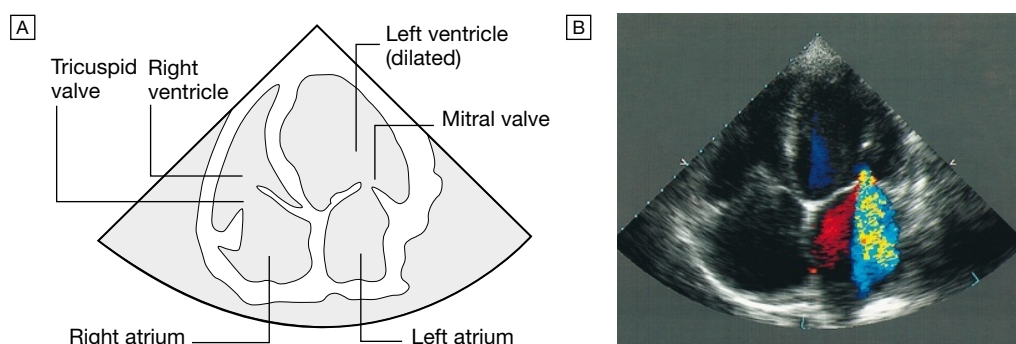 A
Left ventricle
(dilated)
Tricuspid
valve
Right
ventricle
Mitral valve
Right atrium
Left atrium
B